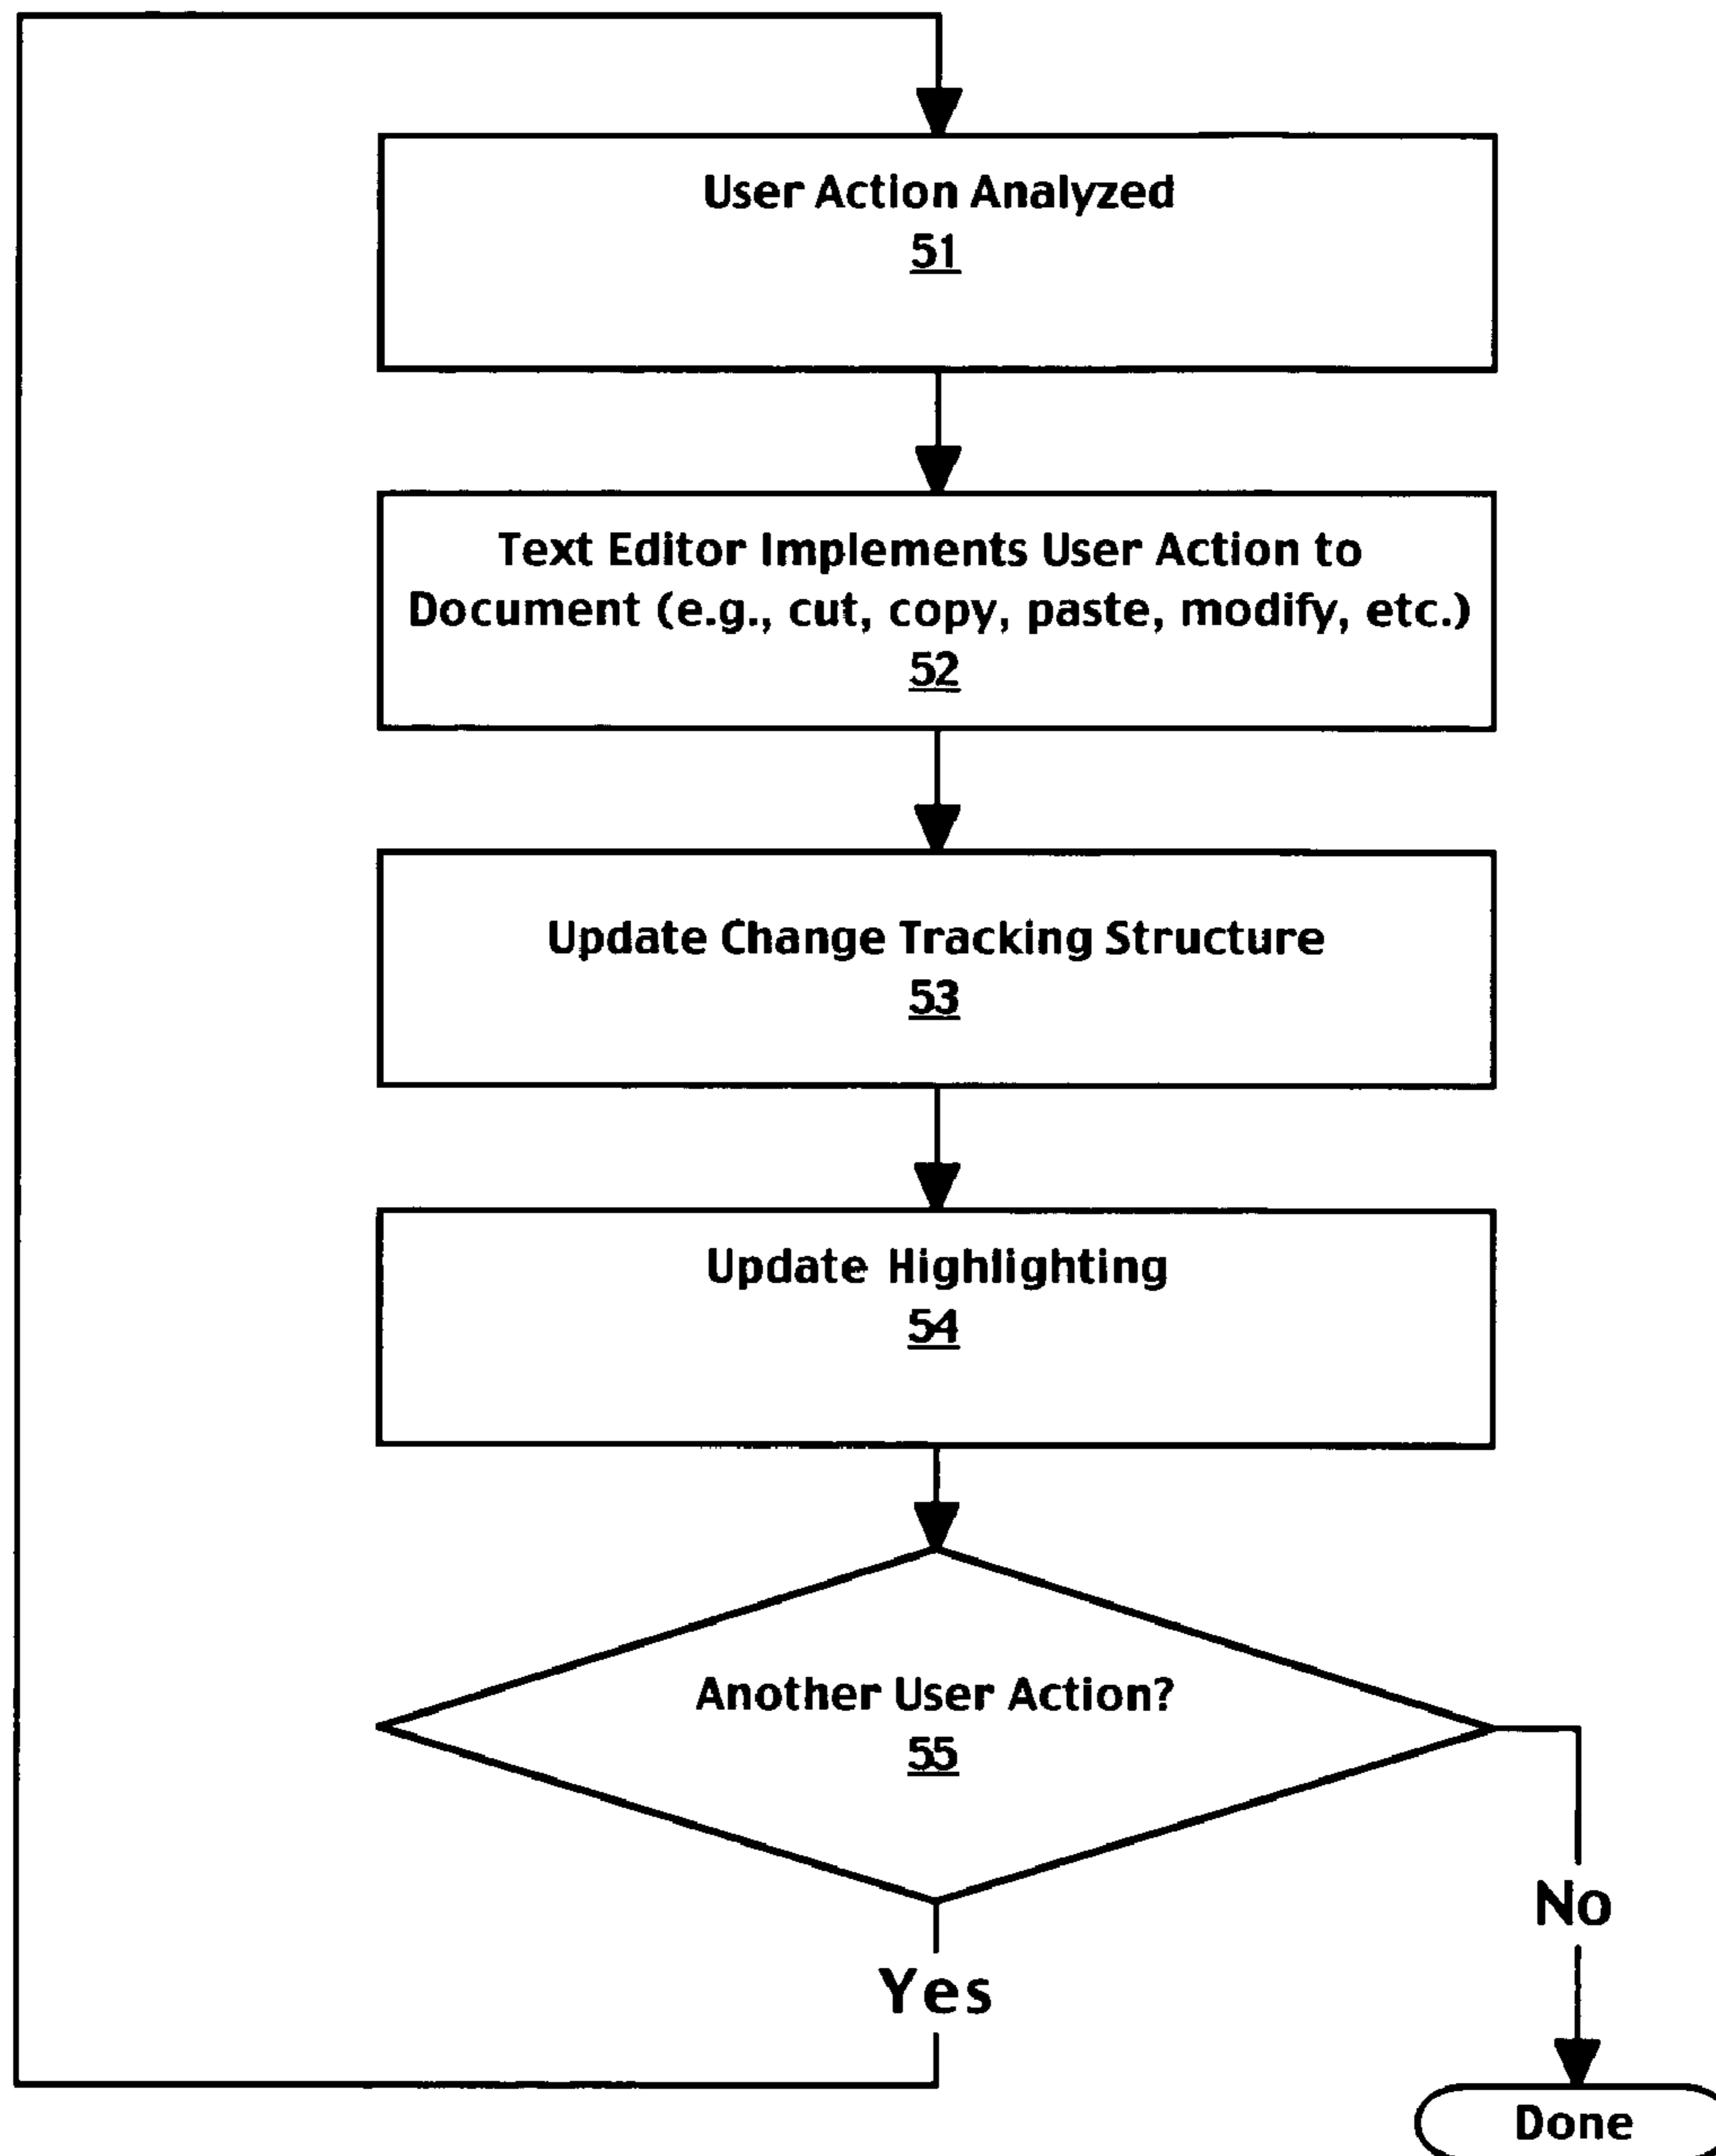 User Action Analyzed
51
Text Editor Implements User Action to
Document (e.g., cut, copy, paste, modify, etc.)
52
Update Change Tracking Structure
53
Update Highlighting
54
Another User Action?
55
No
Yes
Done